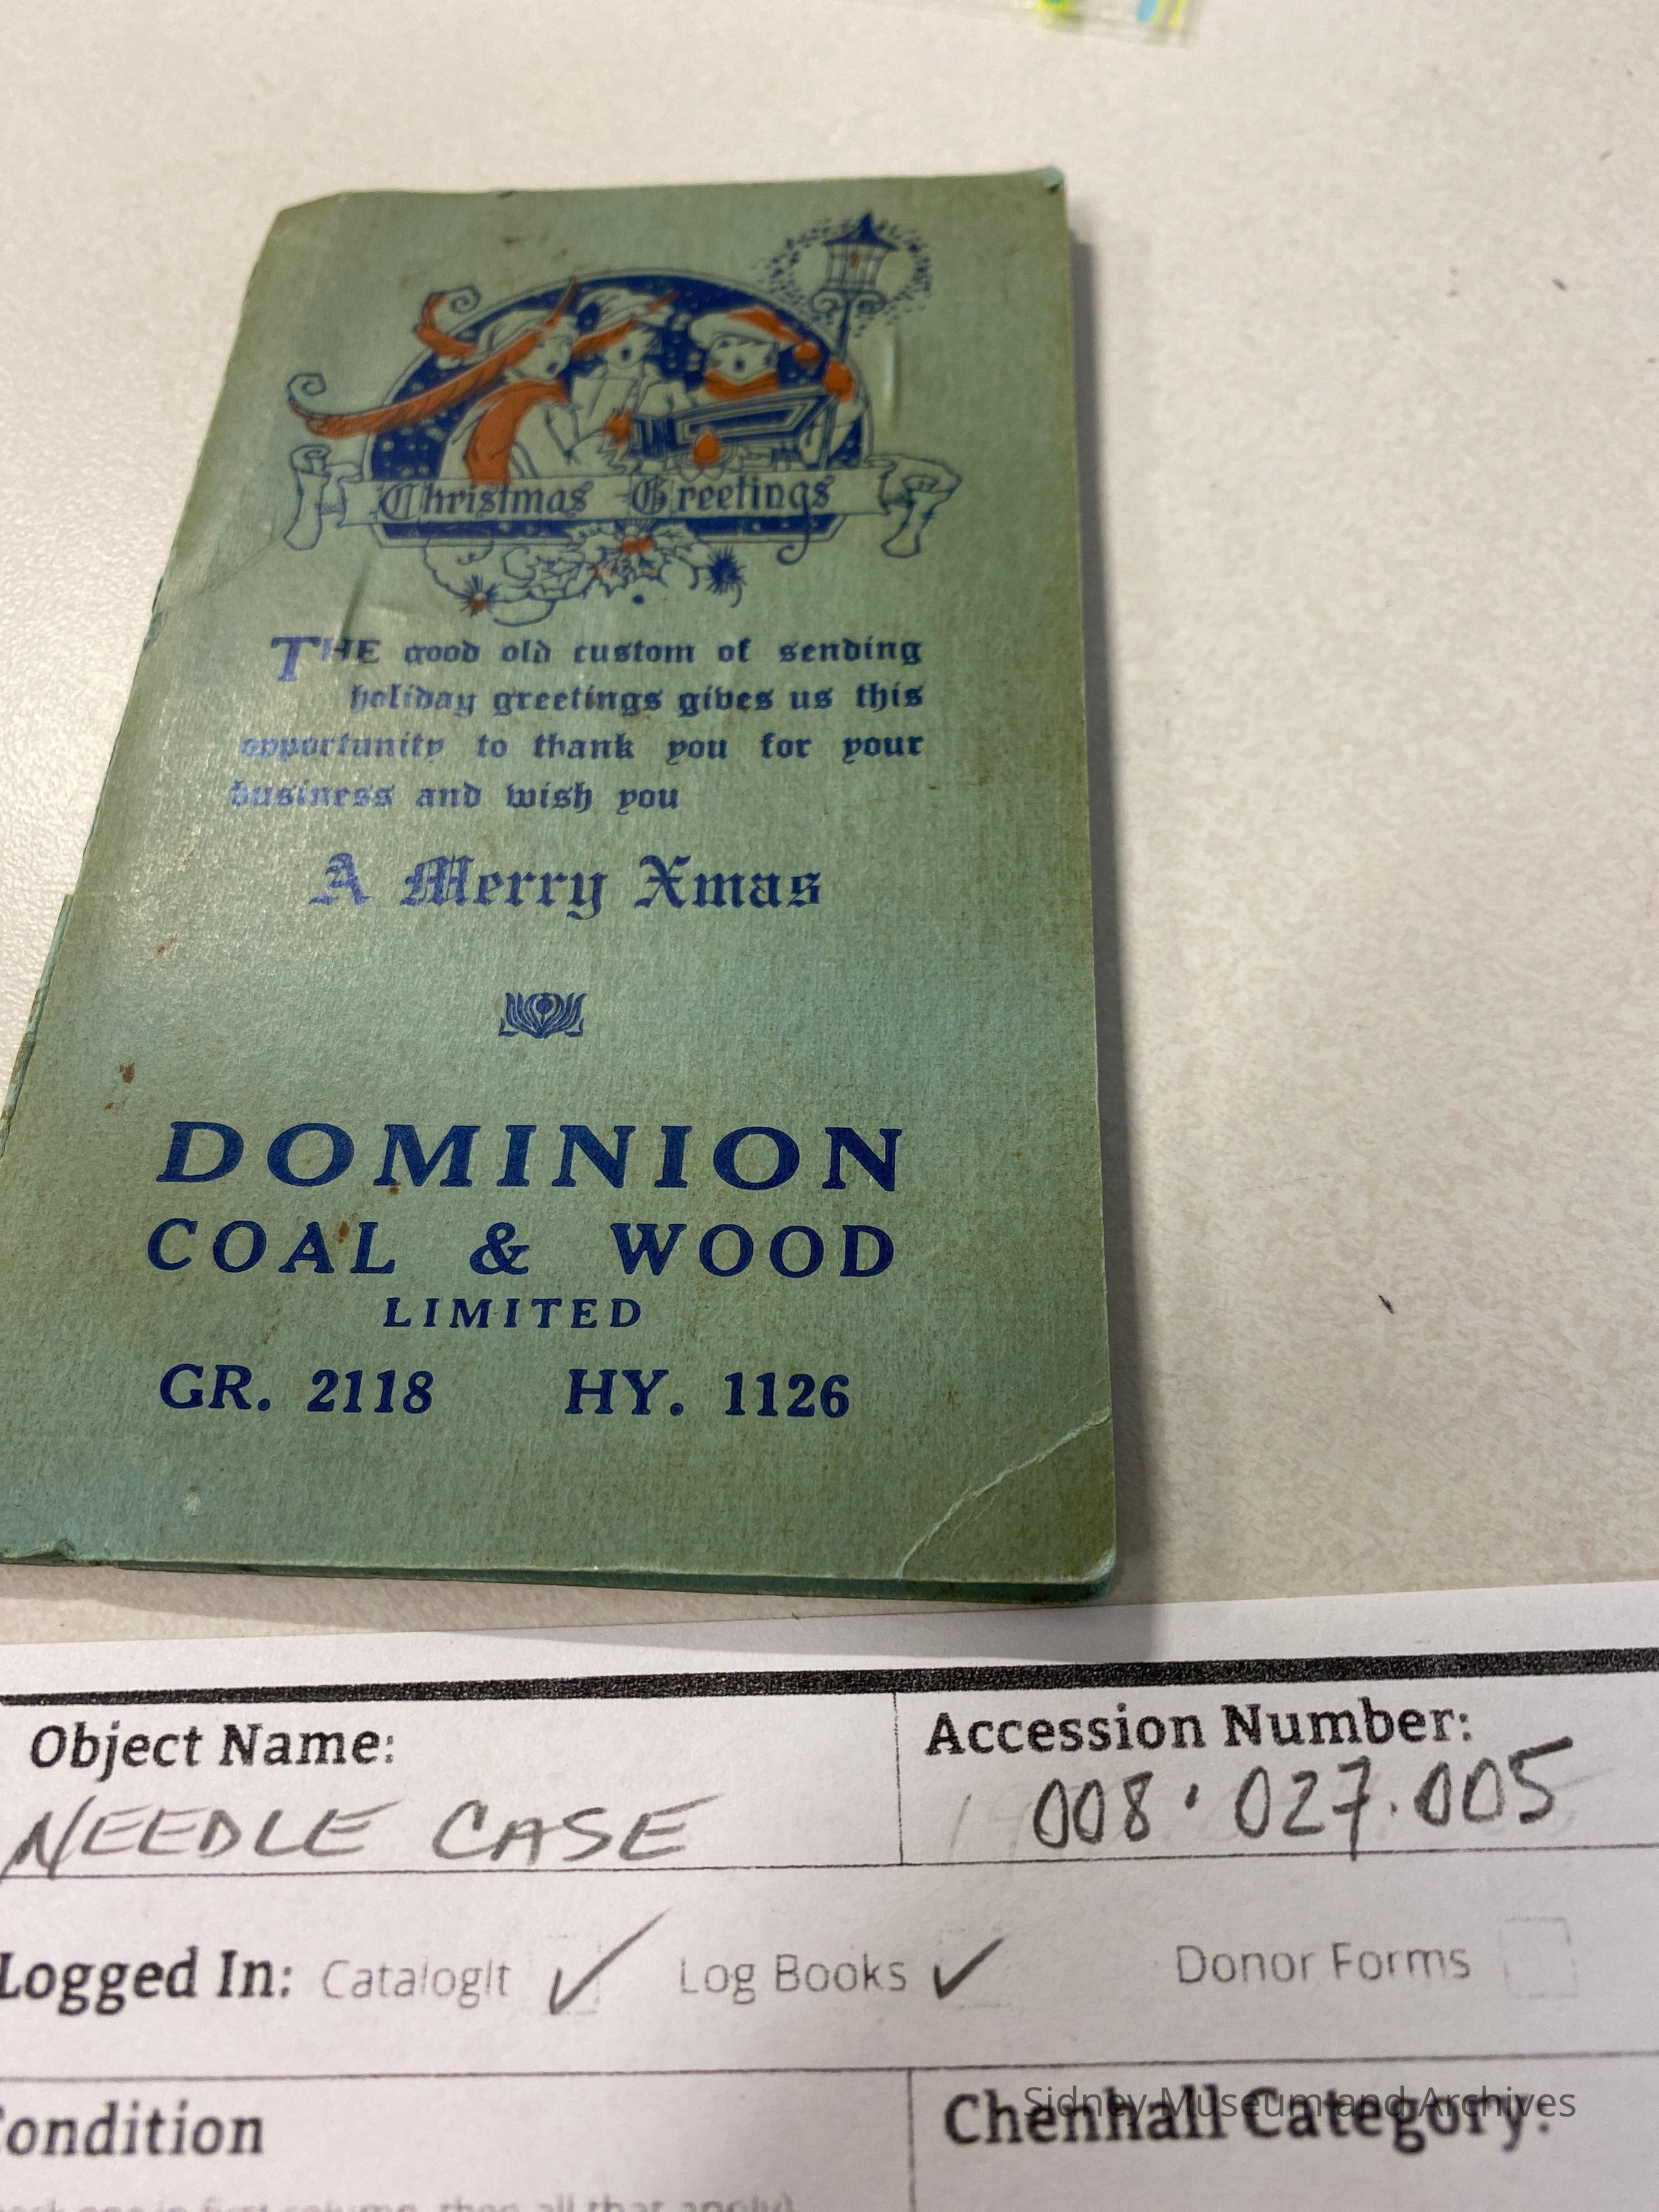 Christmas Greetings
THE good old custom of sending
holiday greetings gives us this
opportunity to thank you for your
business and wish you
A Merry Xmas
DOMINION
COAL & WOOD
LIMITED
GR. 2118 HY. 1126
Object Name:
NEEDLE CASE
Accession Number:
008.027.005
Logged In: CatalogIt Log Books Donor Forms
ondition
Chenhall Category:
Sidney Museum and Archives